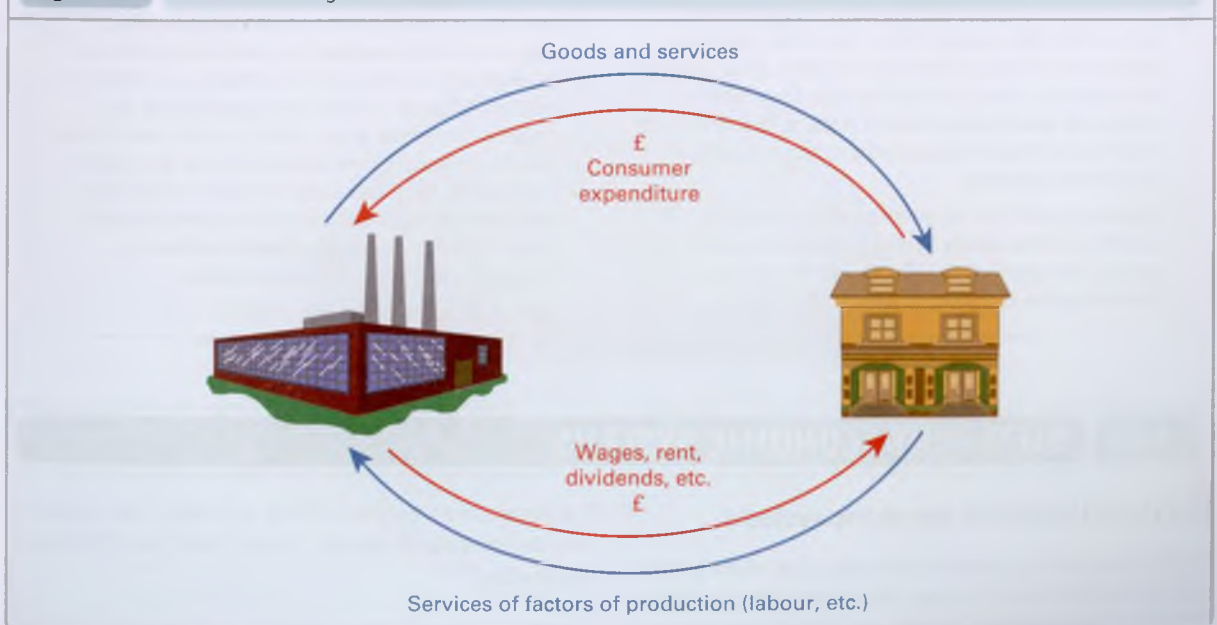 Goods and services
£
Consumer
expenditure
Wages, rent,
dividends, etc.
£
Services of factors of production (labour, etc.)